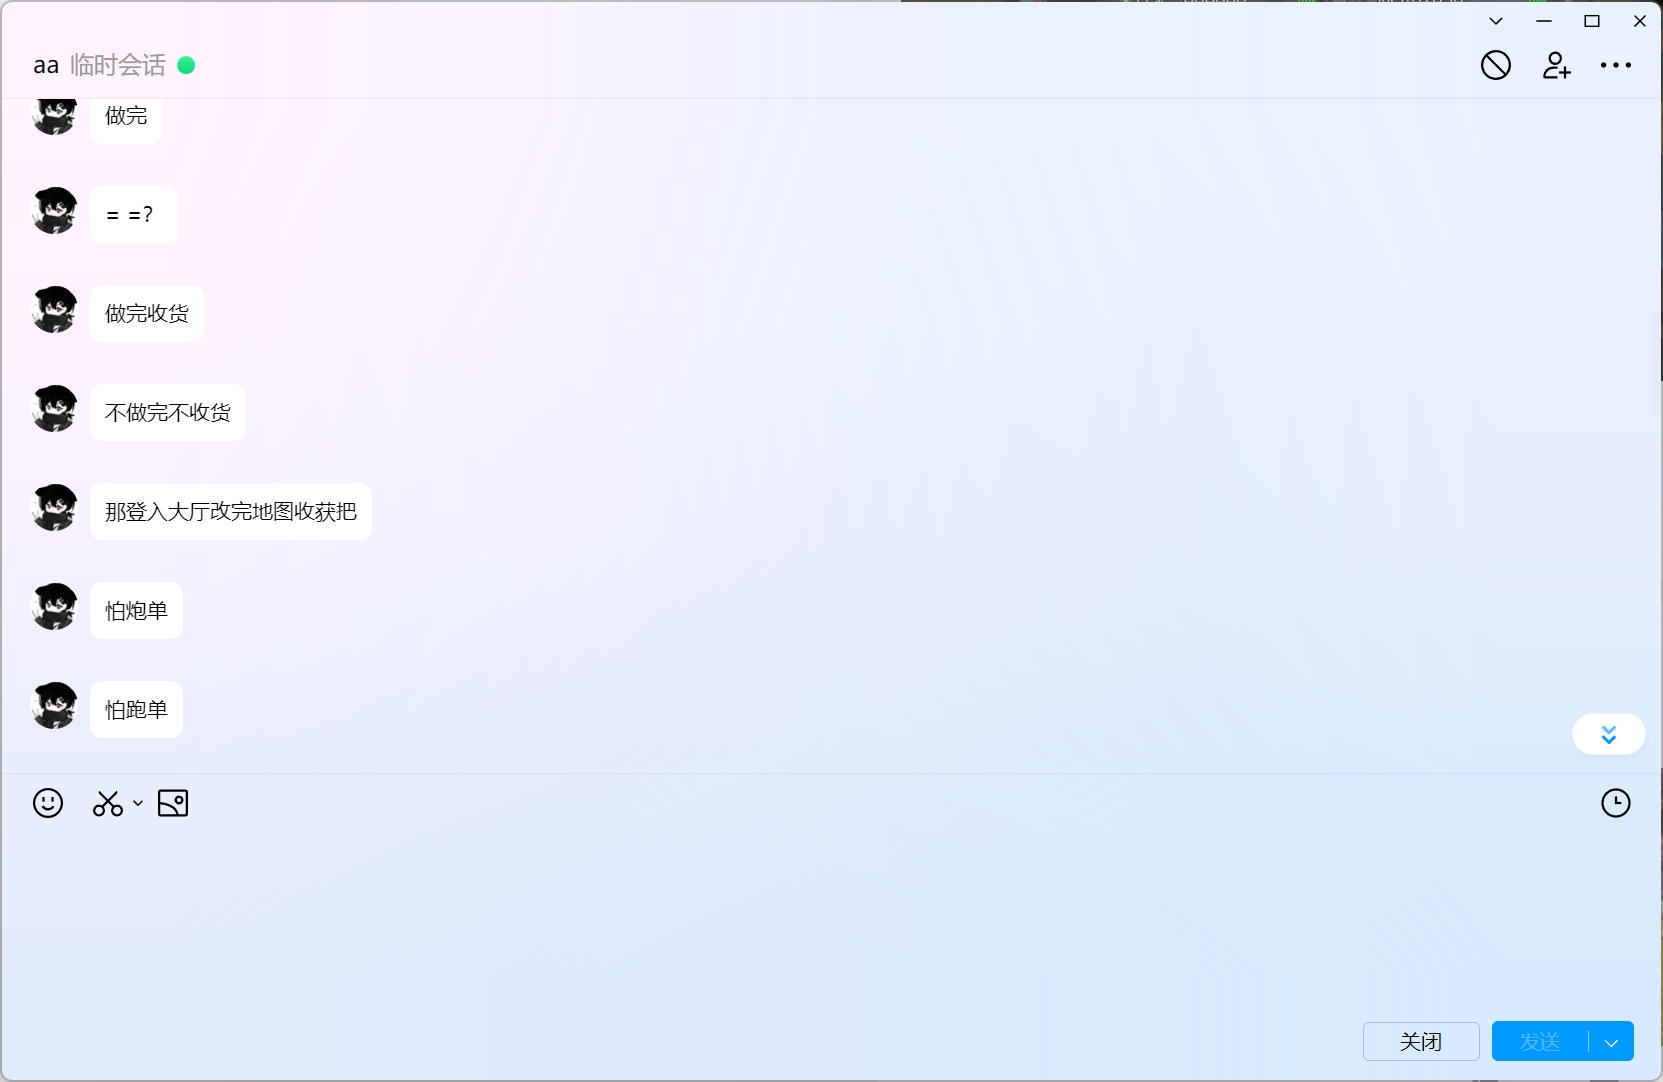 aa 临时会话
做完
= =?
做完收货
不做完不收货
那登入大厅改完地图收获把
怕炮单
怕跑单
关闭 发送